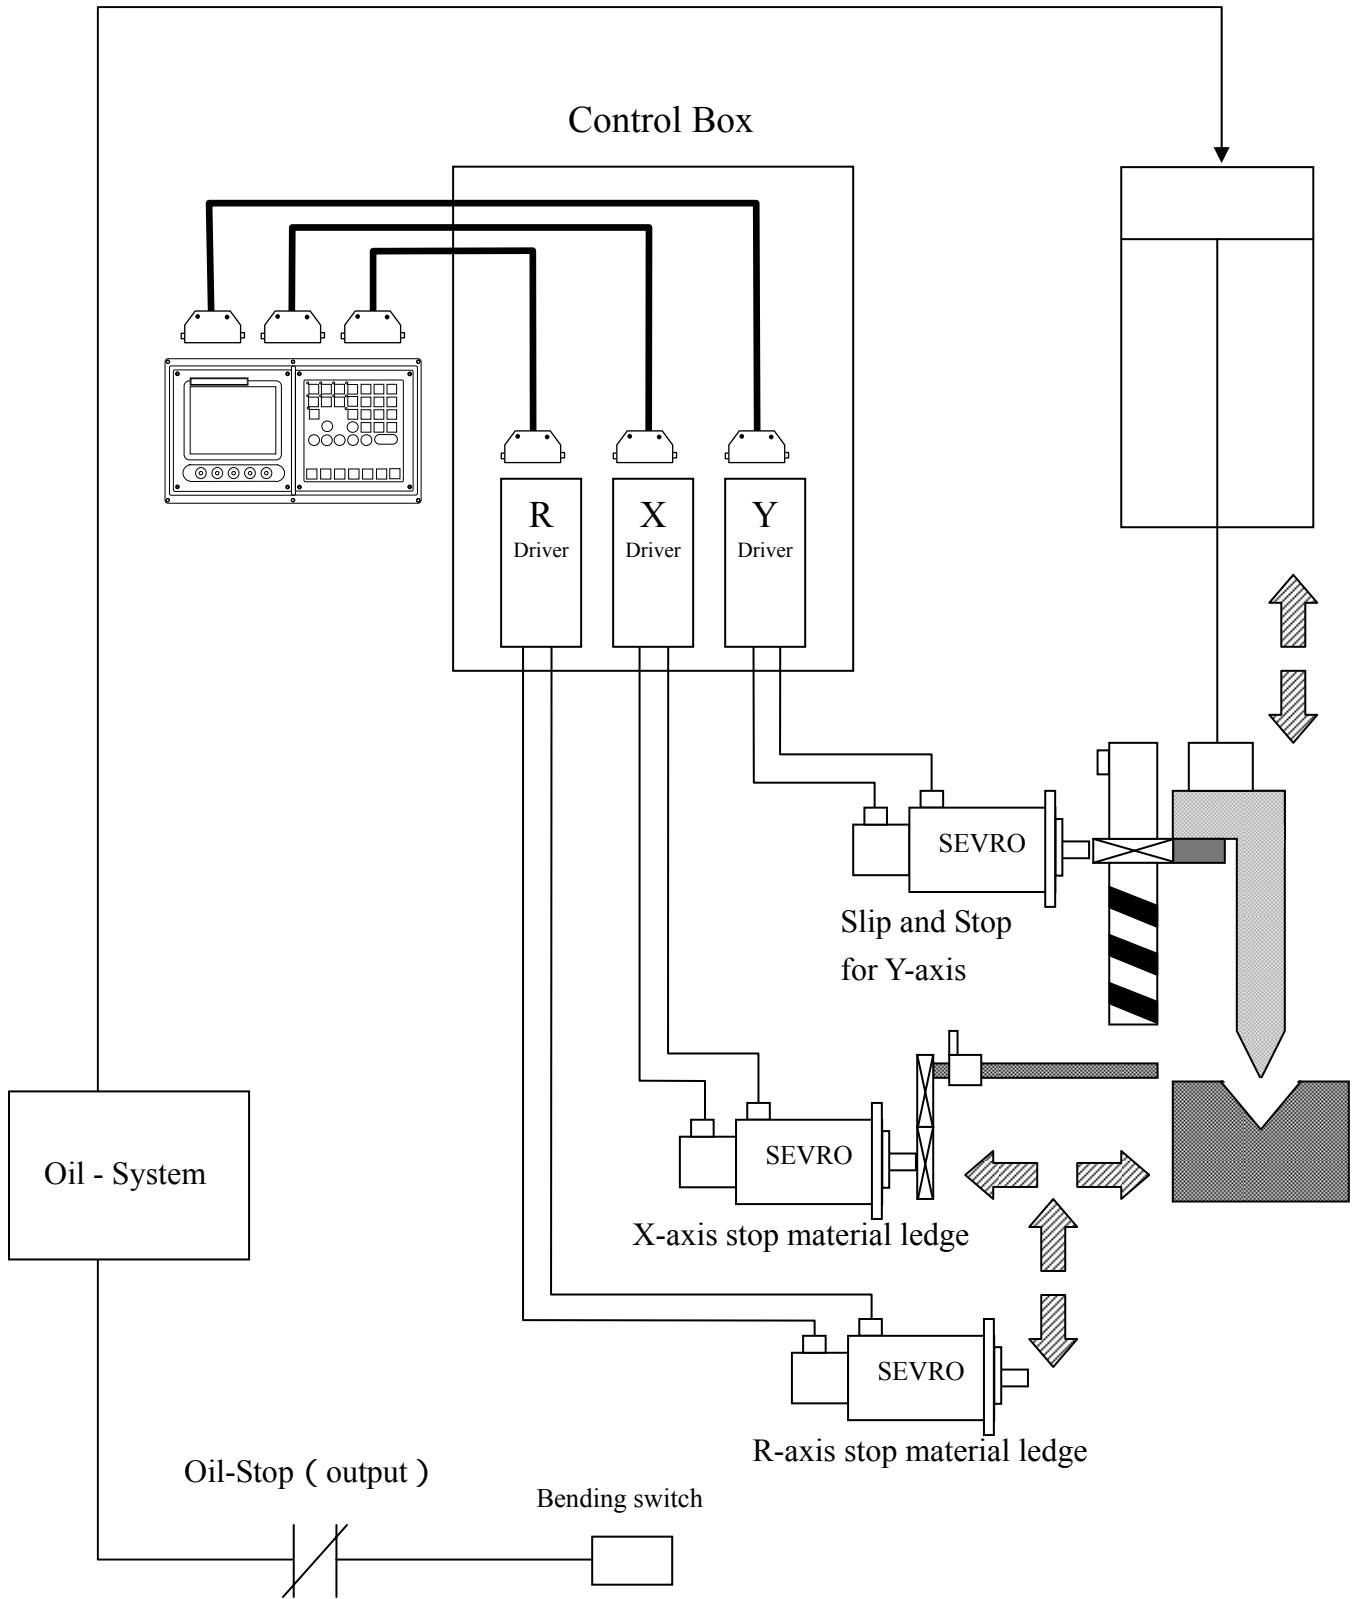 Control Box
R
Driver
X
Driver
Y
Driver
SEVRO
Slip and Stop
for Y-axis
SEVRO
X-axis stop material ledge
Oil - System
SEVRO
R-axis stop material ledge
Oil-Stop ( output )
Bending switch